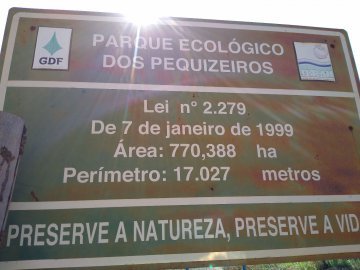 GDF
PARQUE ECOLÓGICO
DOS PEQUIZEIROS
Lei n° 2.279
De 7 de janeiro de 1999
Área: 770,388 ha
Perímetro: 17.027 metros
PRESERVE A NATUREZA, PRESERVE A VID